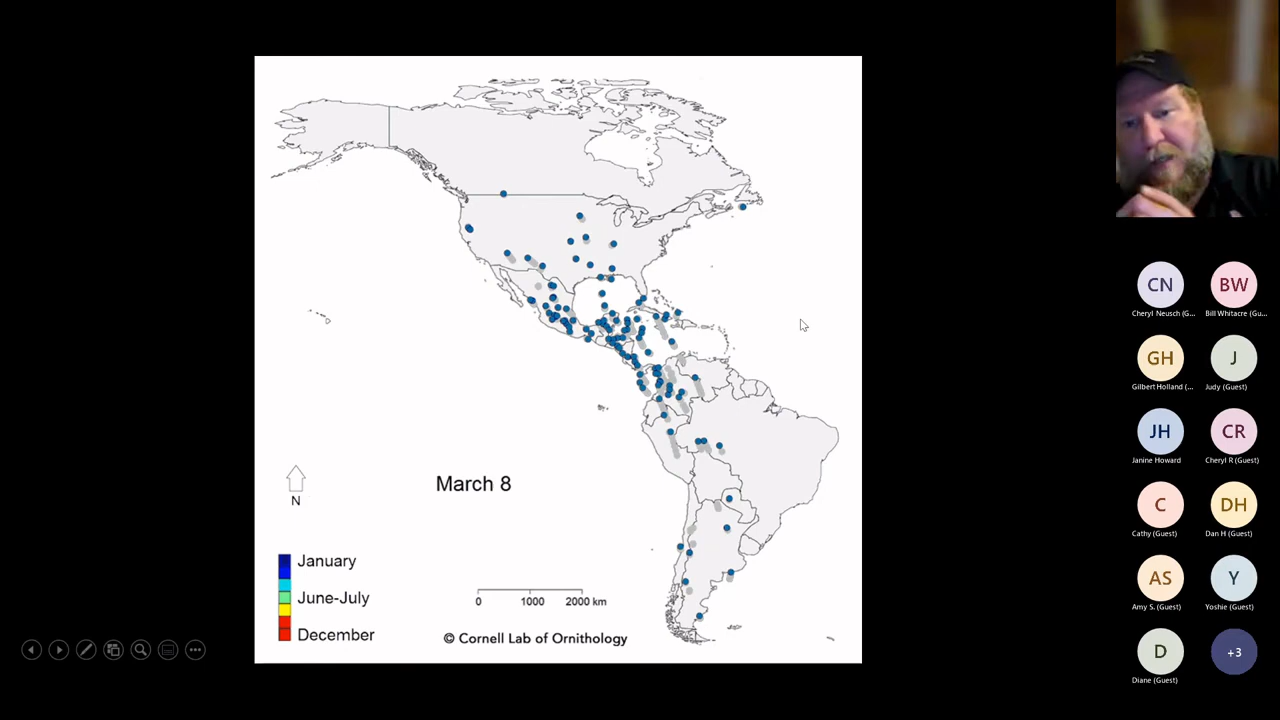 March 8
N
January
June-July
December
0 1000 2000 km
© Cornell Lab of Ornithology
CN BW
Cheryl Neusch (G... Bill Whitacre (Gu...
GH J
Gilbert Holland (... Judy (Guest)
JH CR
Janine Howard Cheryl R (Guest)
C DH
Cathy (Guest) Dan H (Guest)
AS Y
Amy S. (Guest) Yoshie (Guest)
D +3
Diane (Guest)